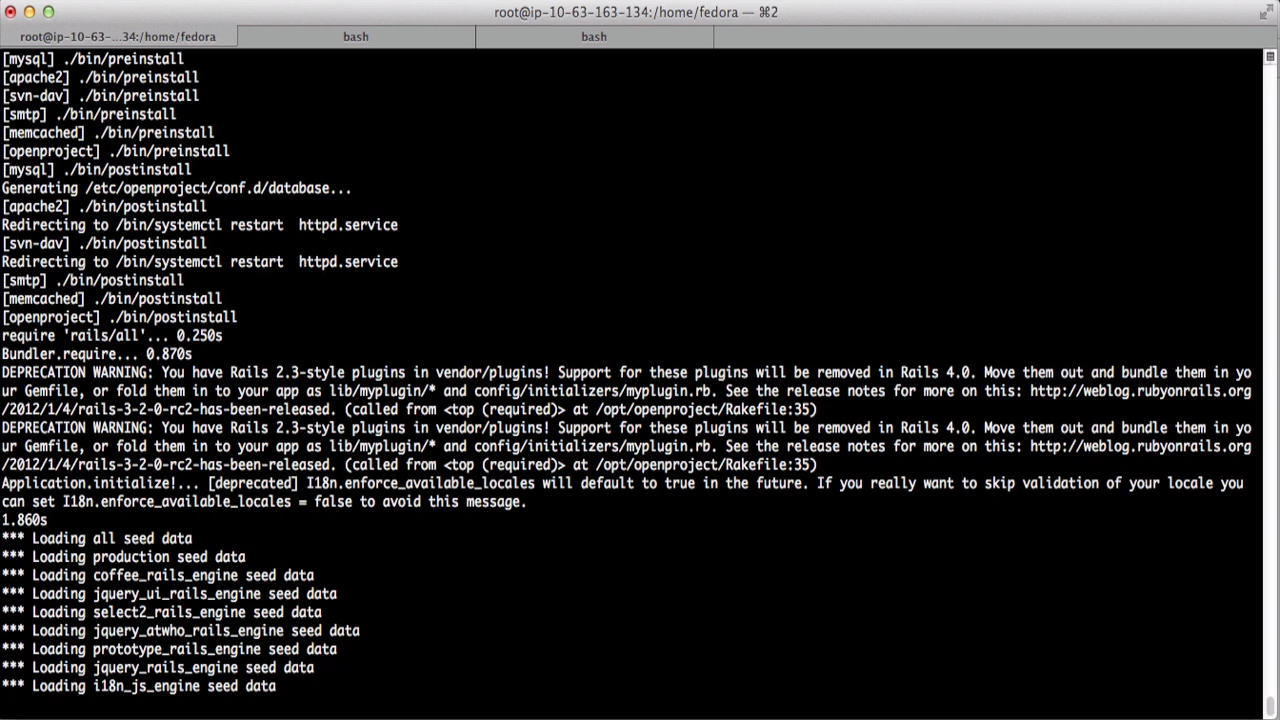 root@ip-10-63-163-134:/home/fedora — ⌘2
root@ip-10-63-...34:/home/fedora bash bash
[mysql] ./bin/preinstall
[apache2] ./bin/preinstall
[svn-dav] ./bin/preinstall
[smtp] ./bin/preinstall
[memcached] ./bin/preinstall
[openproject] ./bin/preinstall
[mysql] ./bin/postinstall
Generating /etc/openproject/conf.d/database...
[apache2] ./bin/postinstall
Redirecting to /bin/systemctl restart  httpd.service
[svn-dav] ./bin/postinstall
Redirecting to /bin/systemctl restart  httpd.service
[smtp] ./bin/postinstall
[memcached] ./bin/postinstall
[openproject] ./bin/postinstall
require 'rails/all'... 0.250s
Bundler.require... 0.870s
DEPRECATION WARNING: You have Rails 2.3-style plugins in vendor/plugins! Support for these plugins will be removed in Rails 4.0. Move them out and bundle them in yo
ur Gemfile, or fold them in to your app as lib/myplugin/* and config/initializers/myplugin.rb. See the release notes for more on this: http://weblog.rubyonrails.org
/2012/1/4/rails-3-2-0-rc2-has-been-released. (called from <top (required)> at /opt/openproject/Rakefile:35)
DEPRECATION WARNING: You have Rails 2.3-style plugins in vendor/plugins! Support for these plugins will be removed in Rails 4.0. Move them out and bundle them in yo
ur Gemfile, or fold them in to your app as lib/myplugin/* and config/initializers/myplugin.rb. See the release notes for more on this: http://weblog.rubyonrails.org
/2012/1/4/rails-3-2-0-rc2-has-been-released. (called from <top (required)> at /opt/openproject/Rakefile:35)
Application.initialize!... [deprecated] I18n.enforce_available_locales will default to true in the future. If you really want to skip validation of your locale you
can set I18n.enforce_available_locales = false to avoid this message.
1.860s
*** Loading all seed data
*** Loading production seed data
*** Loading coffee_rails_engine seed data
*** Loading jquery_ui_rails_engine seed data
*** Loading select2_rails_engine seed data
*** Loading jquery_atwho_rails_engine seed data
*** Loading prototype_rails_engine seed data
*** Loading jquery_rails_engine seed data
*** Loading i18n_js_engine seed data